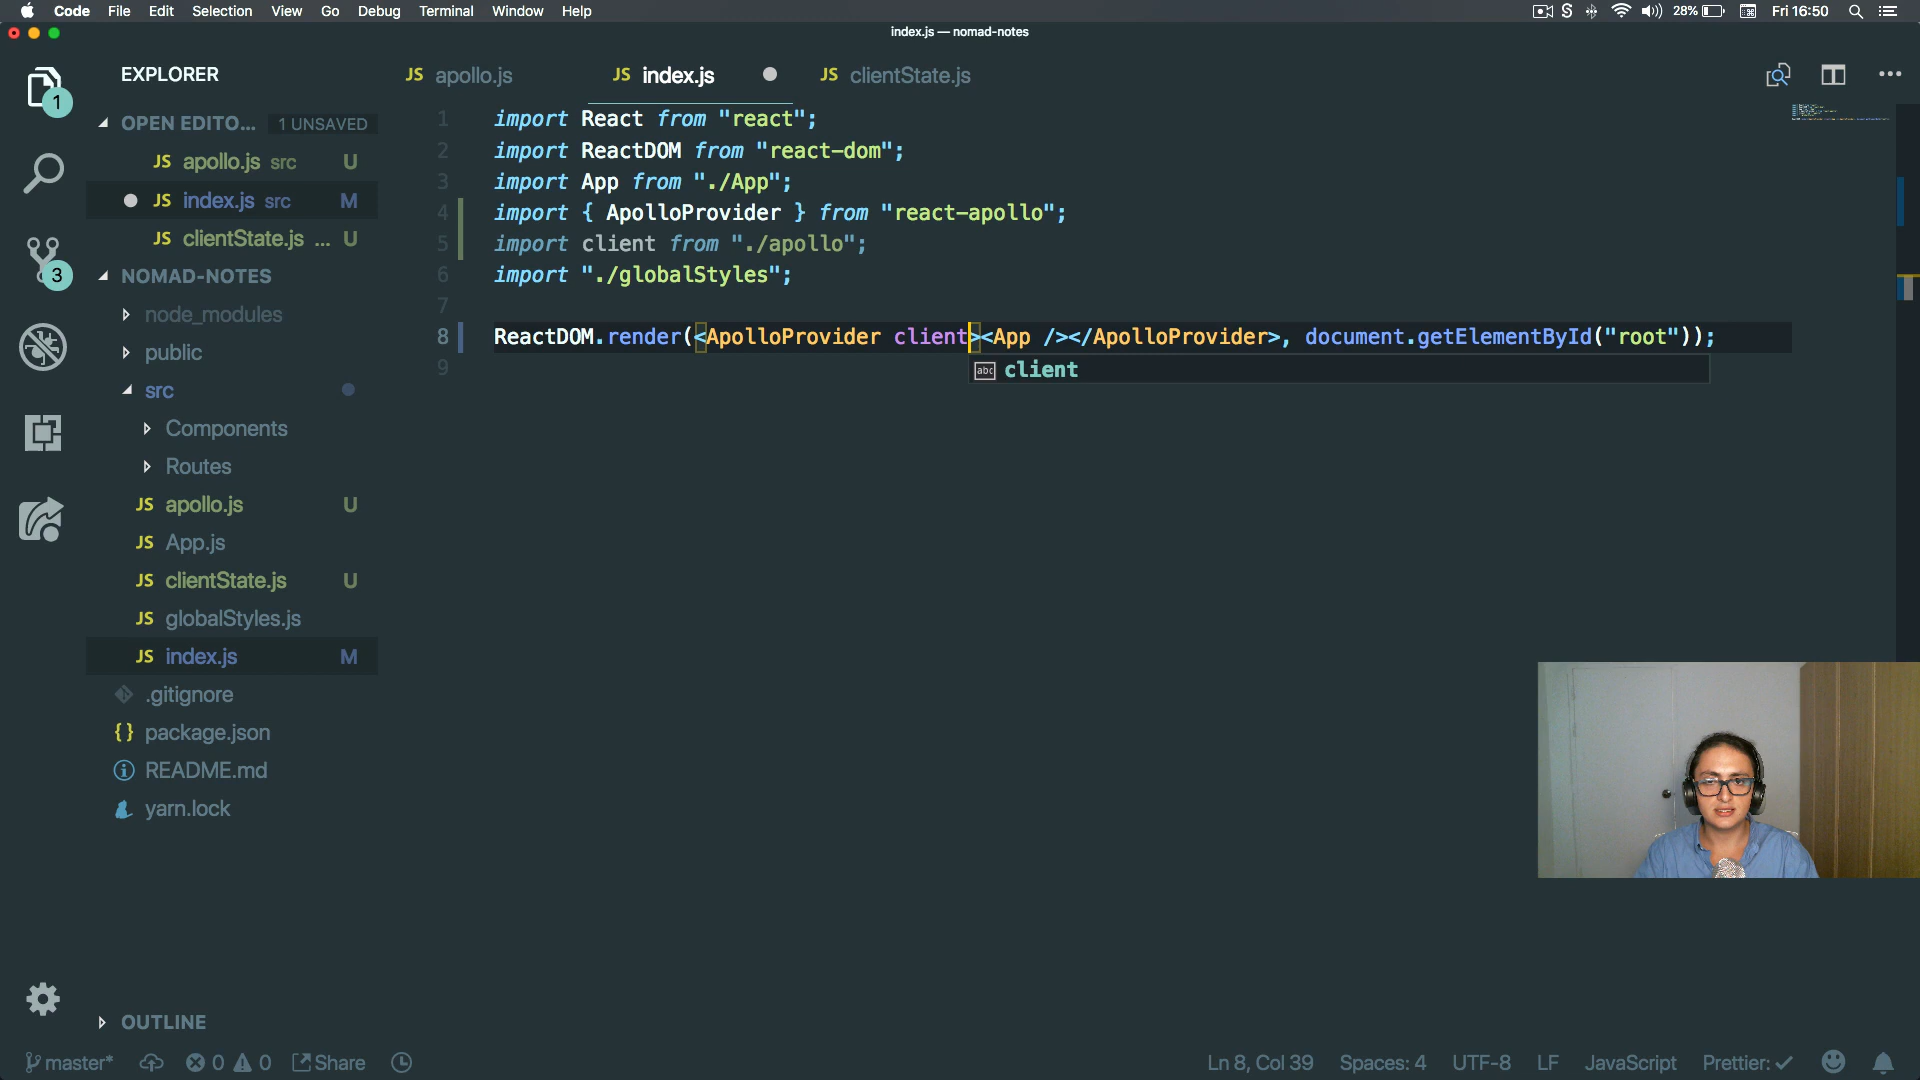 Code File Edit Selection View Go Debug Terminal Window Help
28% Fri 16:50
index.js — nomad-notes
EXPLORER
JS apollo.js
JS index.js
JS clientState.js
1
OPEN EDITO... 1 UNSAVED
JS apollo.js src U
JS index.js src M
JS clientState.js ... U
3
NOMAD-NOTES
node_modules
public
src
Components
Routes
JS apollo.js U
JS App.js
JS clientState.js U
JS globalStyles.js
JS index.js M
.gitignore
{} package.json
README.md
yarn.lock
OUTLINE
1 import React from "react";
2 import ReactDOM from "react-dom";
3 import App from "./App";
4 import { ApolloProvider } from "react-apollo";
5 import client from "./apollo";
6 import "./globalStyles";
7
8 ReactDOM.render(<ApolloProvider client><App /></ApolloProvider>, document.getElementById("root"));
abc client
9
master* 0 0 Share
Ln 8, Col 39 Spaces: 4 UTF-8 LF JavaScript Prettier: ✓